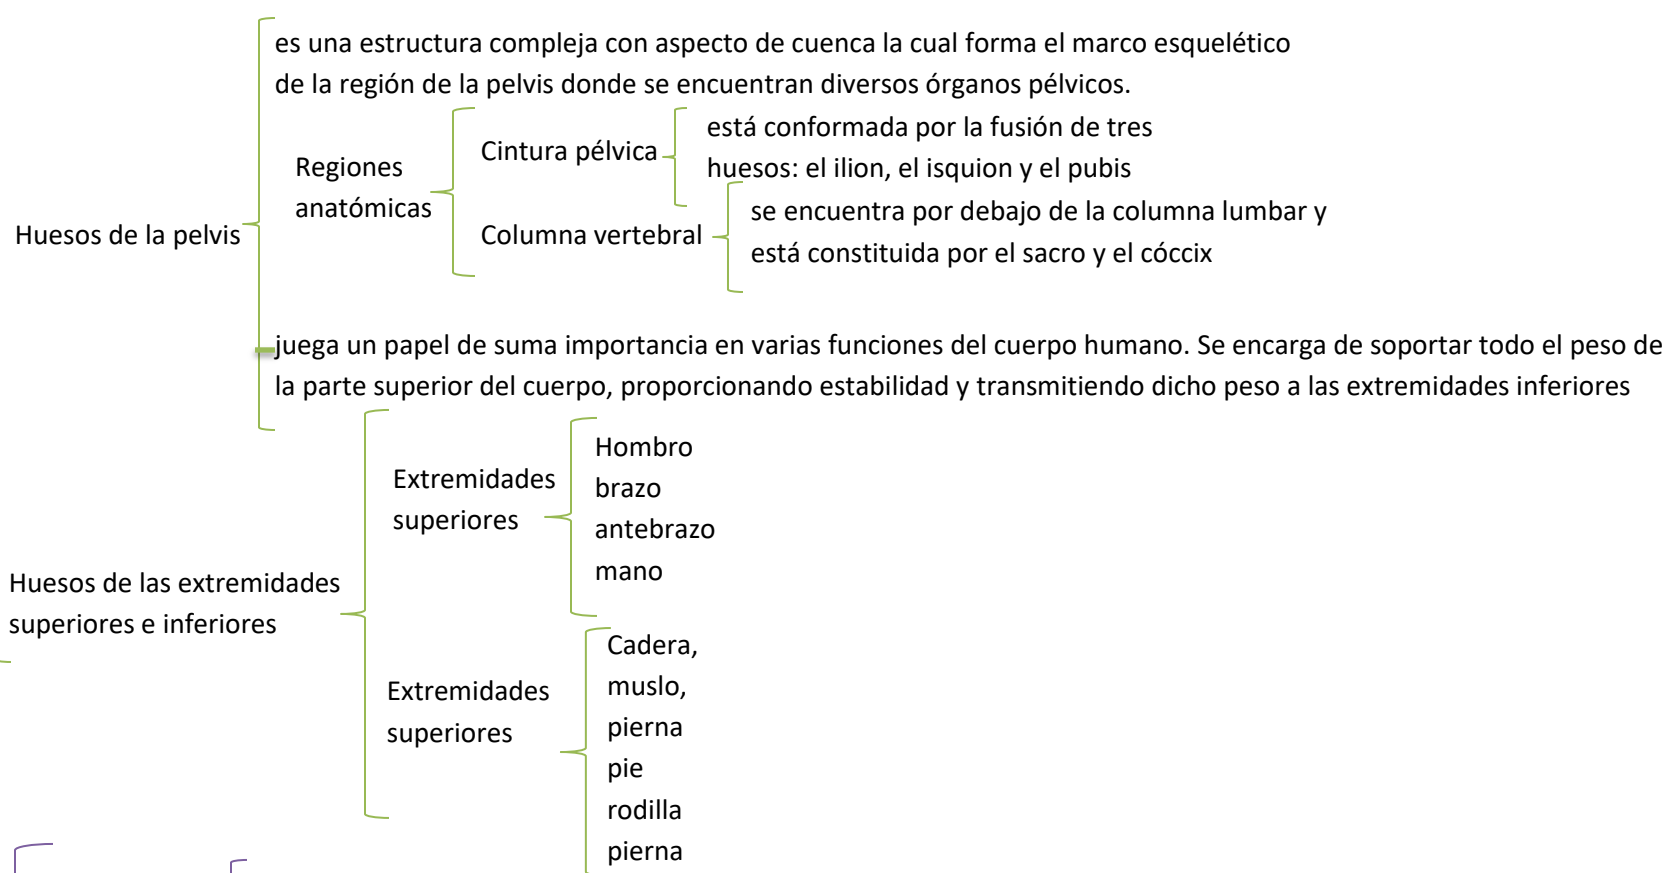 es una estructura compleja con aspecto de cuenca la cual forma el marco esquelético
de la región de la pelvis donde se encuentran diversos órganos pélvicos.
Regiones
anatómicas
Cintura pélvica
está conformada por la fusión de tres
huesos: el ilion, el isquion y el pubis
Huesos de la pelvis
Columna vertebral
se encuentra por debajo de la columna lumbar y
está constituida por el sacro y el cóccix
juega un papel de suma importancia en varias funciones del cuerpo humano. Se encarga de soportar todo el peso de
la parte superior del cuerpo, proporcionando estabilidad y transmitiendo dicho peso a las extremidades inferiores
Huesos de las extremidades
superiores e inferiores
Extremidades
superiores
Hombro
brazo
antebrazo
mano
Extremidades
superiores
Cadera,
muslo,
pierna
pie
rodilla
pierna